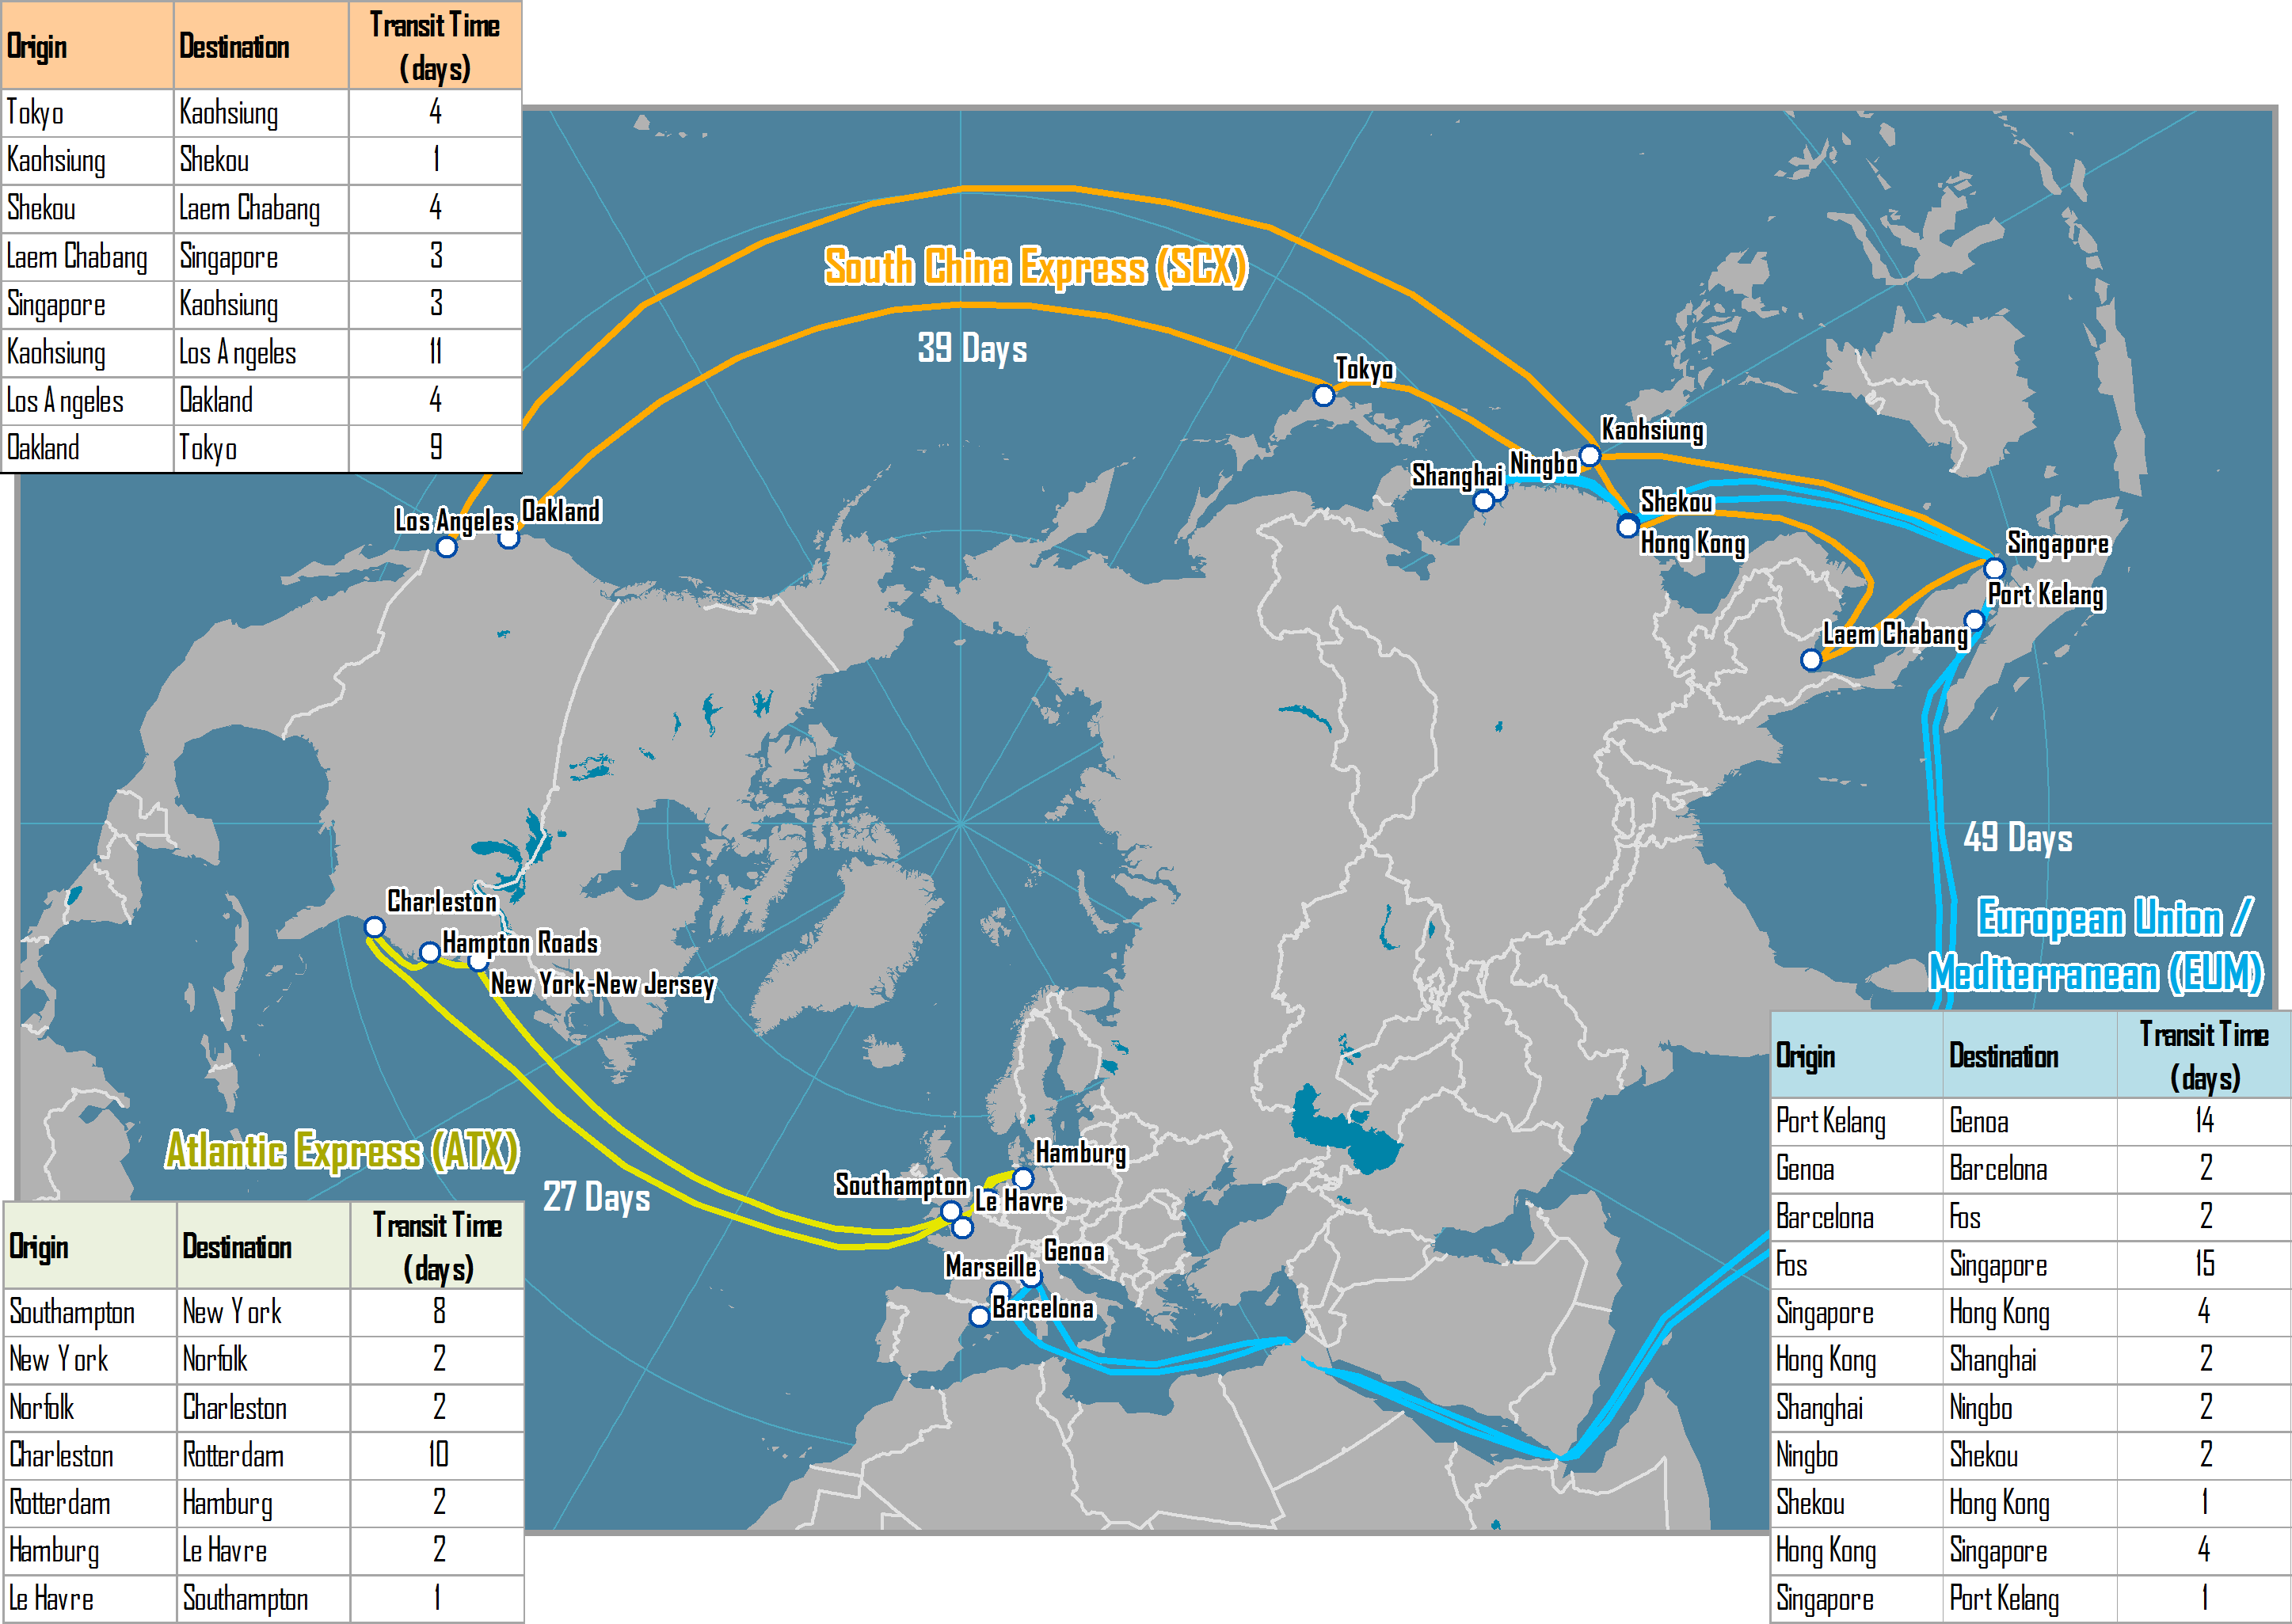 Origin Destination Transit Time (days)
Tokyo Kaohsiung 4
Kaohsiung Shekou 1
Shekou Laem Chabang 4
Laem Chabang Singapore 3
Singapore Kaohsiung 3
Kaohsiung Los Angeles 11
Los Angeles Oakland 4
Oakland Tokyo 9
South China Express (SCX)
39 Days
Tokyo
Kaohsiung
Ningbo
Shanghai
Shekou
Hong Kong
Oakland
Los Angeles
Singapore
Port Kelang
Laem Chabang
49 Days
European Union /
Mediterranean (EUM)
Charleston
Hampton Roads
New York-New Jersey
Atlantic Express (ATX)
27 Days
Hamburg
Southampton
Le Havre
Genoa
Marseille
Barcelona
Origin Destination Transit Time (days)
Southampton New York 8
New York Norfolk 2
Norfolk Charleston 2
Charleston Rotterdam 10
Rotterdam Hamburg 2
Hamburg Le Havre 2
Le Havre Southampton 1
Origin Destination Transit Time (days)
Port Kelang Genoa 14
Genoa Barcelona 2
Barcelona Fos 2
Fos Singapore 15
Singapore Hong Kong 4
Hong Kong Shanghai 2
Shanghai Ningbo 2
Ningbo Shekou 2
Shekou Hong Kong 1
Hong Kong Singapore 4
Singapore Port Kelang 1